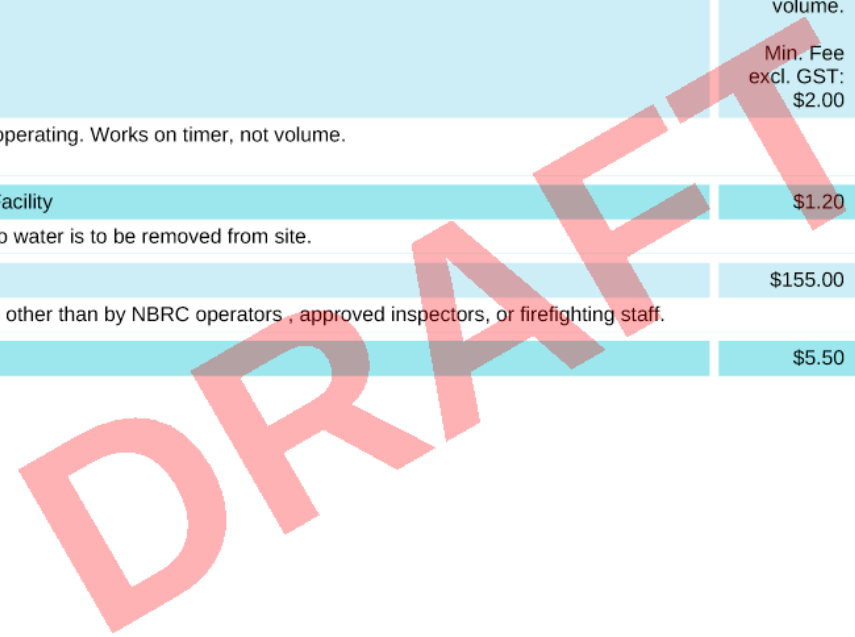 volume.
Min. Fee
excl. GST:
$2.00
operating. Works on timer, not volume.
Facility
$1.20
o water is to be removed from site.
$155.00
other than by NBRC operators , approved inspectors, or firefighting staff.
$5.50
DRAFT